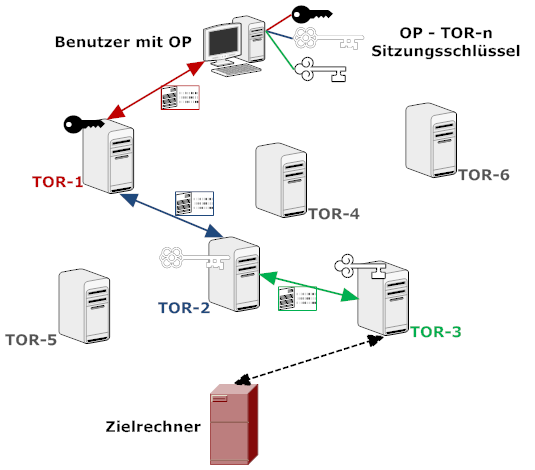 Benutzer mit OP
OP - TOR-n
Sitzungsschlüssel
TOR-1
TOR-6
TOR-4
TOR-2
TOR-5
TOR-3
Zielrechner